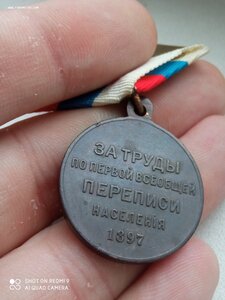 ЗА ТРУДЫ
ПО ПЕРВОЙ ВСЕОБЩЕЙ
ПЕРЕПИСИ
НАСЕЛЕНІЯ
1897
SHOT ON REDMI 9
AI QUAD CAMERA